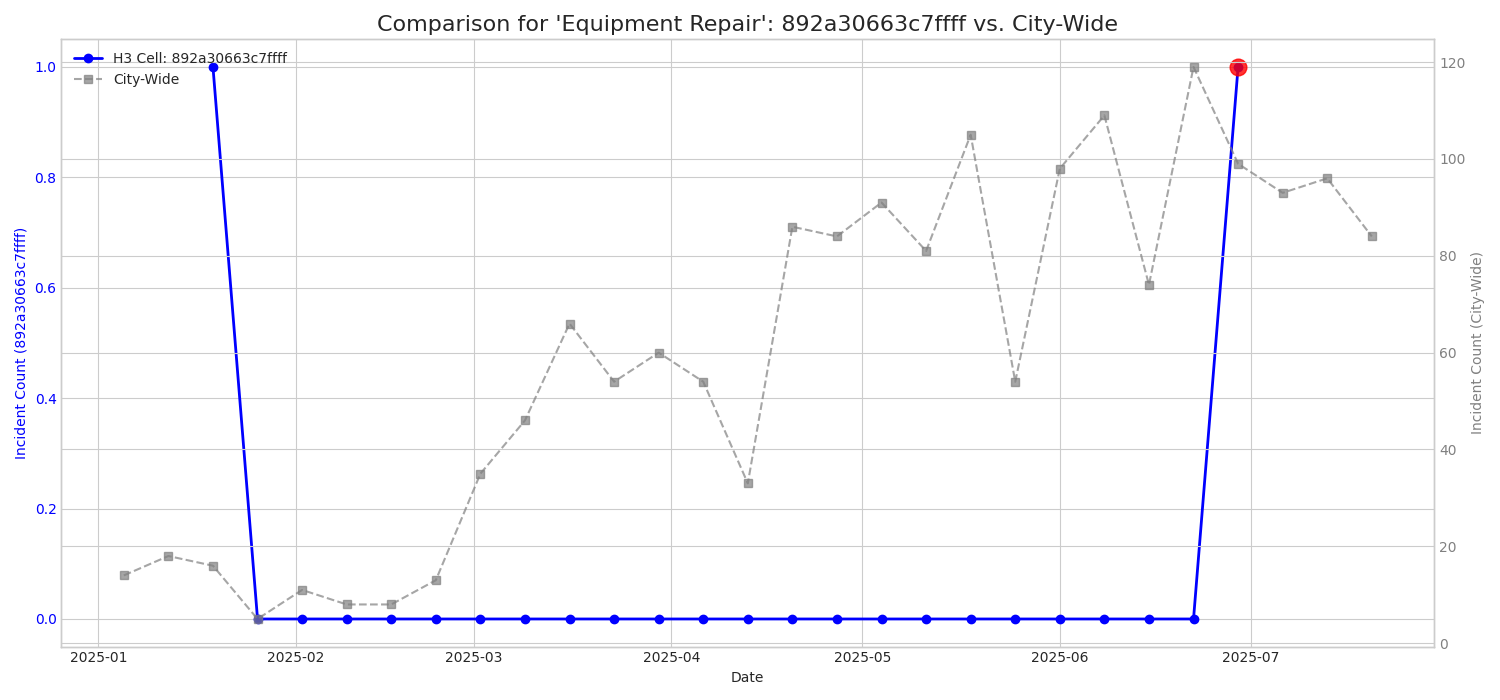 Comparison for 'Equipment Repair': 892a30663c7ffff vs. City-Wide
H3 Cell: 892a30663c7ffff
City-Wide
Incident Count (892a30663c7ffff)
1.0
0.8
0.6
0.4
0.2
0.0
120
100
80
60
40
20
0
Incident Count (City-Wide)
2025-01 2025-02 2025-03 2025-04 2025-05 2025-06 2025-07
Date